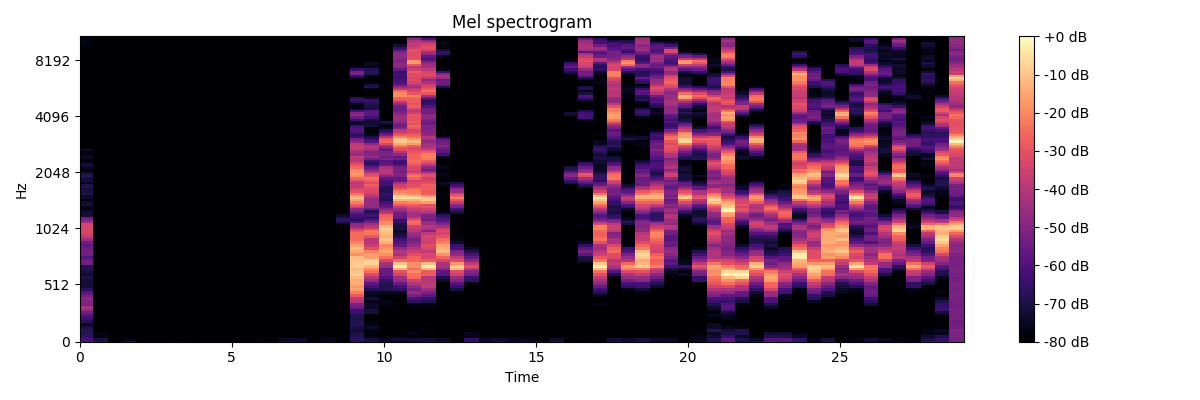 Mel spectrogram
Hz
8192
4096
2048
1024
512
0
0 5 10 15 20 25
Time
+0 dB
-10 dB
-20 dB
-30 dB
-40 dB
-50 dB
-60 dB
-70 dB
-80 dB